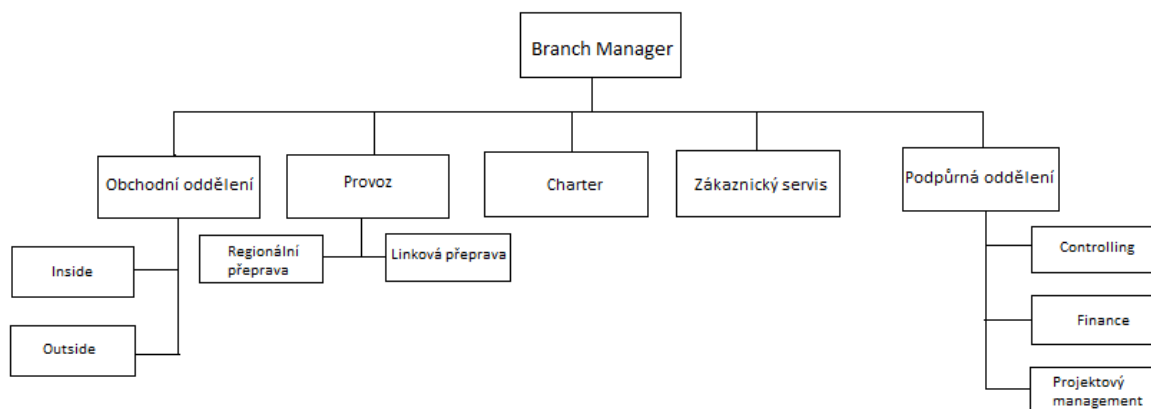 Branch Manager
Obchodní oddělení
Provoz
Charter
Zákaznický servis
Podpůrná oddělení
Inside
Outside
Regionální
přeprava
Linková přeprava
Controlling
Finance
Projektový
management